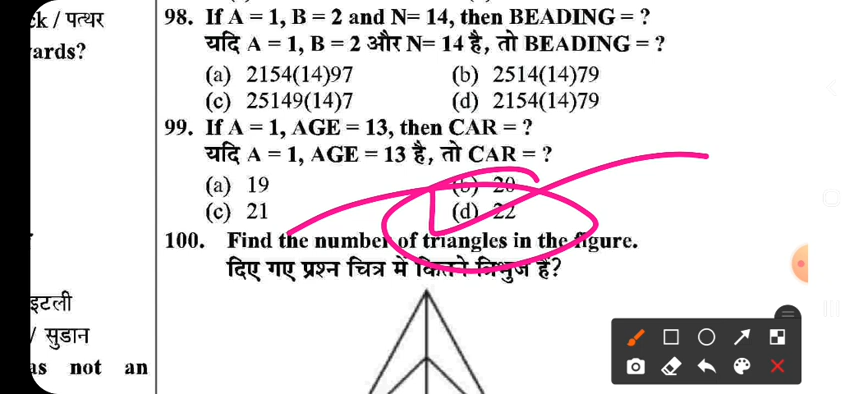 ck / पत्थर
ards?
इटली
/ सुडान
as not an
98. If A = 1, B = 2 and N= 14, then BEADING = ?
यदि A = 1, B = 2 और N= 14 है, तो BEADING = ?
(a) 2154(14)97 (b) 2514(14)79
(c) 25149(14)7 (d) 2154(14)79
99. If A = 1, AGE = 13, then CAR = ?
यदि A = 1, AGE = 13 है, तो CAR = ?
(a) 19 (b) 20
(c) 21 (d) 22
100. Find the number of triangles in the figure.
दिए गए प्रश्न चित्र में कितने त्रिभुज हैं?